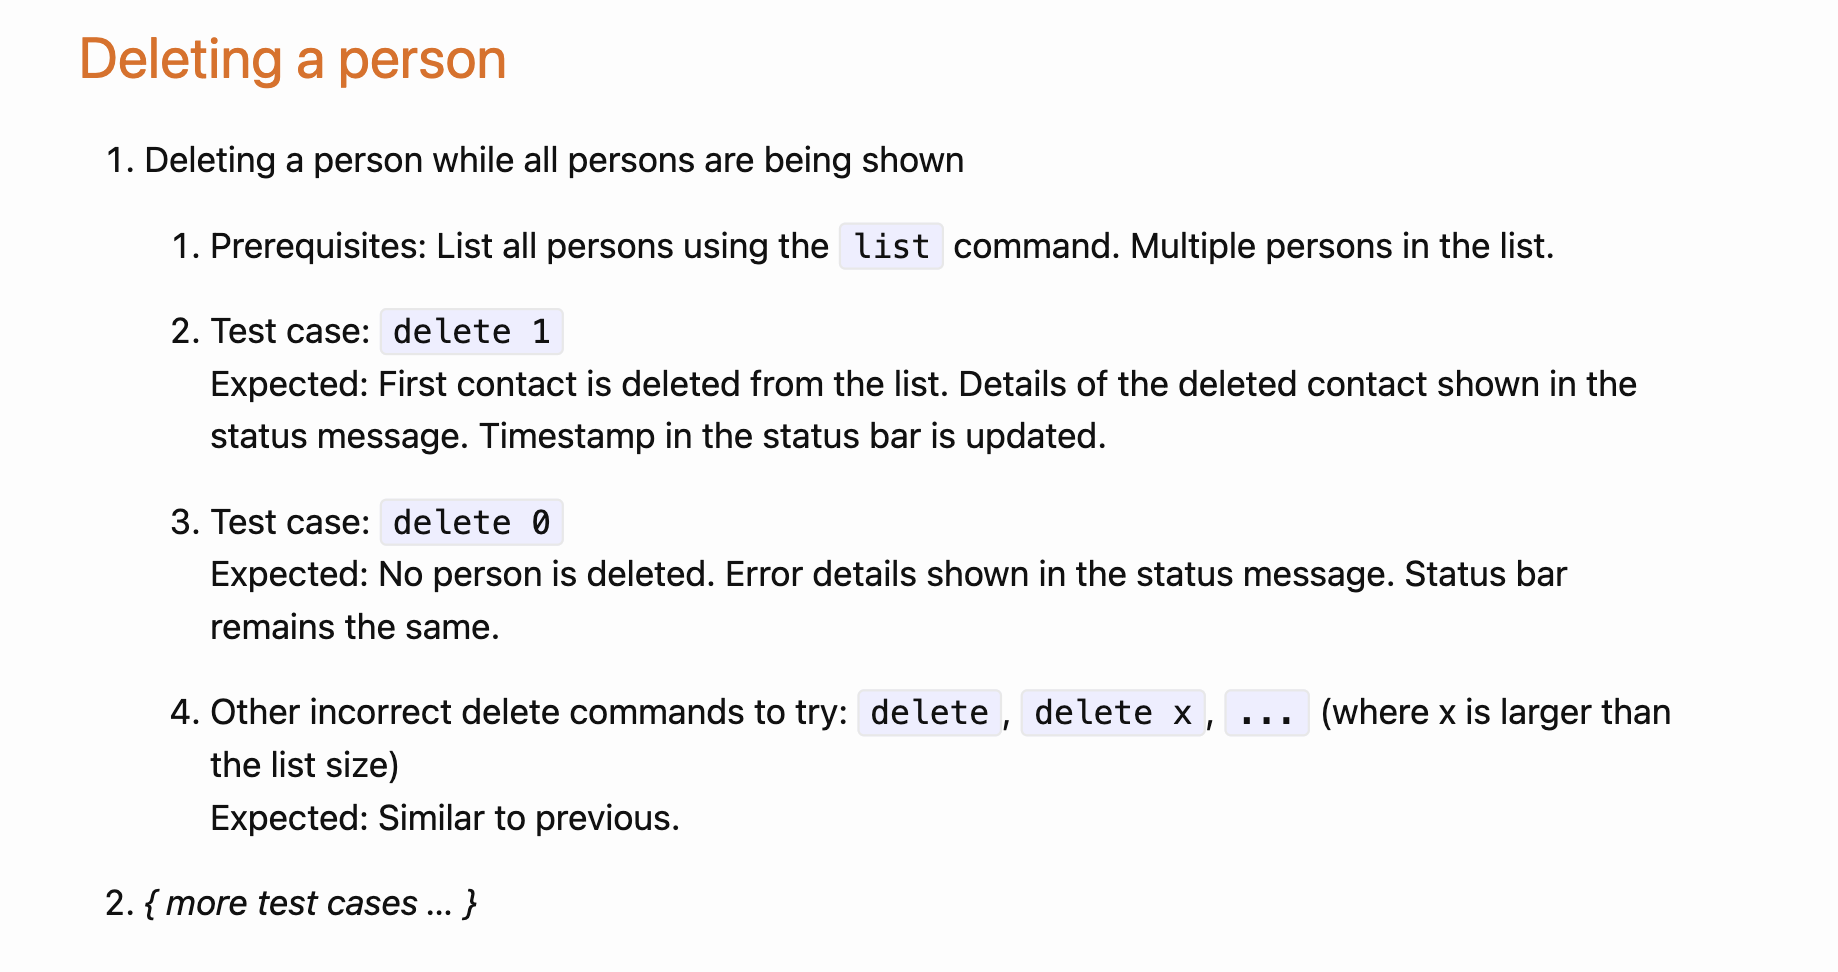 Deleting a person
1. Deleting a person while all persons are being shown
1. Prerequisites: List all persons using the list command. Multiple persons in the list.
2. Test case: delete 1
Expected: First contact is deleted from the list. Details of the deleted contact shown in the
status message. Timestamp in the status bar is updated.
3. Test case: delete 0
Expected: No person is deleted. Error details shown in the status message. Status bar
remains the same.
4. Other incorrect delete commands to try: delete, delete x, ... (where x is larger than
the list size)
Expected: Similar to previous.
2. { more test cases … }